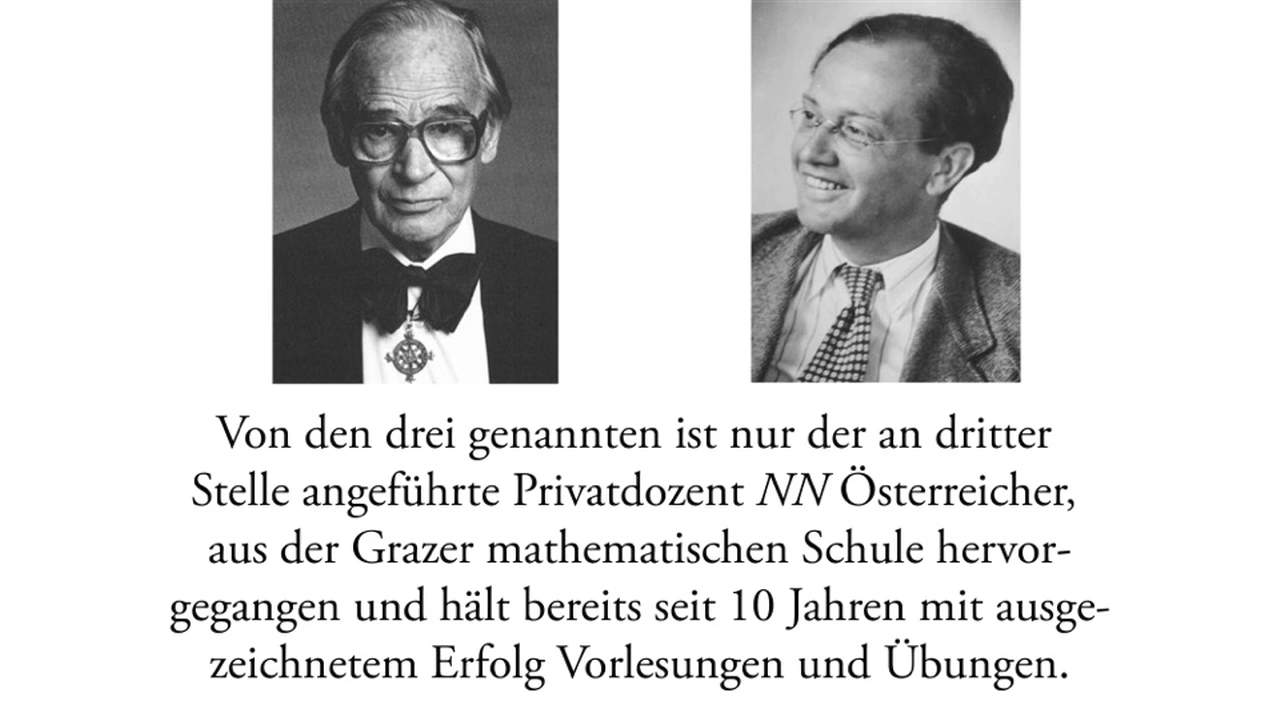 Von den drei genannten ist nur der an dritter
Stelle angeführte Privatdozent NN Österreicher,
aus der Grazer mathematischen Schule hervor-
gegangen und hält bereits seit 10 Jahren mit ausge-
zeichnetem Erfolg Vorlesungen und Übungen.